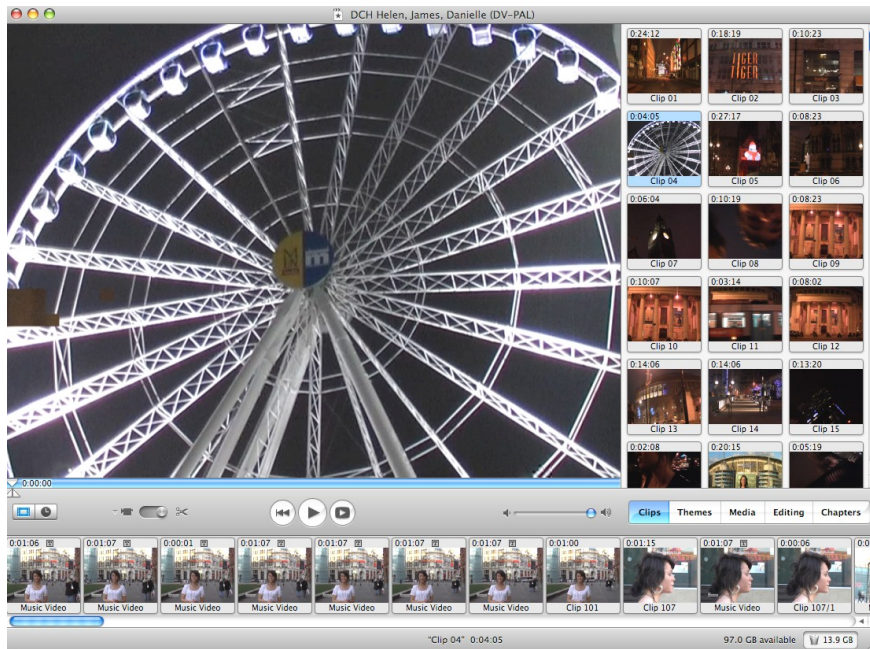 DCH Helen, James, Danielle (DV-PAL)
0:24:12 0:18:19 0:10:23
TIGER TIGER
Clip 01 Clip 02 Clip 03
0:04:05 0:27:17 0:08:23
Clip 04 Clip 05 Clip 06
0:06:04 0:10:19 0:08:23
Clip 07 Clip 08 Clip 09
0:10:07 0:03:14 0:08:02
Clip 10 Clip 11 Clip 12
0:14:06 0:14:06 0:13:20
Clip 13 Clip 14 Clip 15
0:02:08 0:20:15 0:05:19
0:00:00
Clips Themes Media Editing Chapters
0:01:06 0:01:07 0:00:01 0:01:07 0:01:07 0:01:07 0:01:07 0:01:00 0:01:15 0:01:07 0:00:06
Music Video Music Video Music Video Music Video Music Video Music Video Music Video Clip 101 Clip 107 Music Video Clip 107/1
"Clip 04" 0:04:05 97.0 GB available 13.9 GB